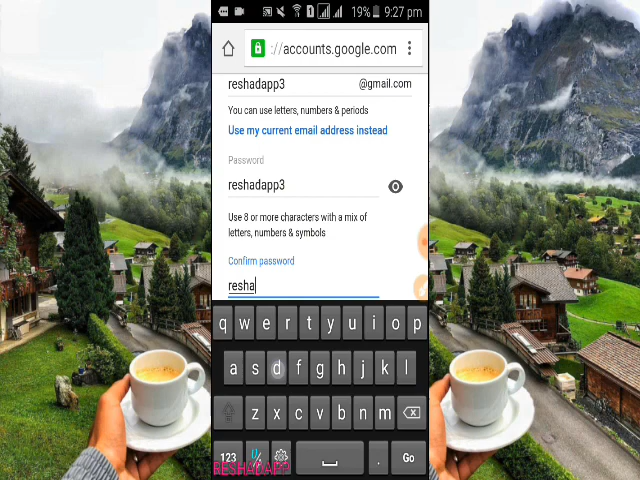 19% 9:27 pm
://accounts.google.com
reshadapp3 @gmail.com
You can use letters, numbers & periods
Use my current email address instead
Password
reshadapp3
Use 8 or more characters with a mix of
letters, numbers & symbols
Confirm password
resha
q w e r t y u i o p
a s d f g h j k l
z x c v b n m
123 . Go
RESHADAPP